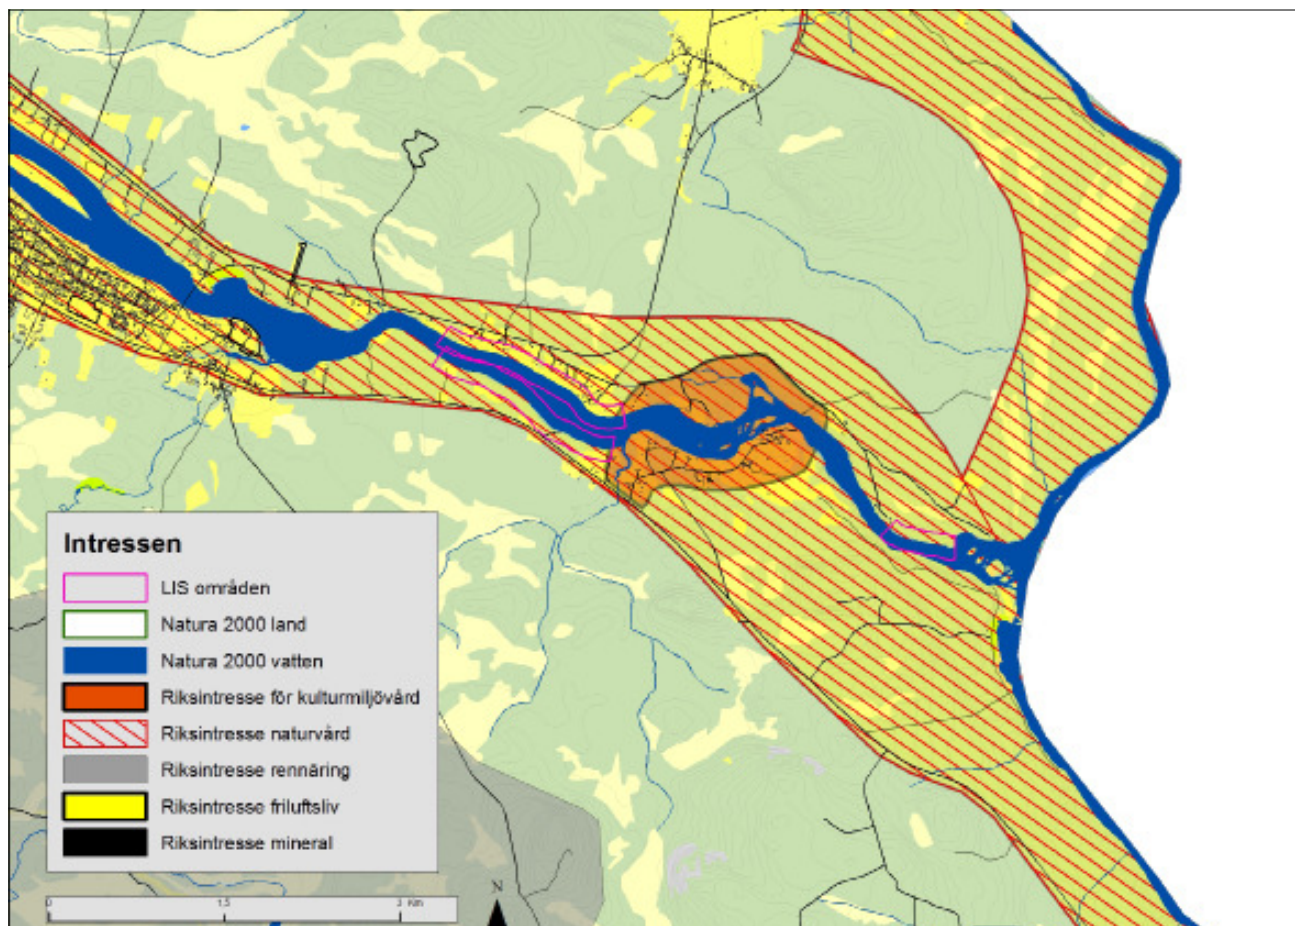 Intressen
LIS områden
Natura 2000 land
Natura 2000 vatten
Riksintresse för kulturmiljövård
Riksintresse naturvård
Riksintresse rennäring
Riksintresse friluftsliv
Riksintresse mineral
0 1,5 3 Km
N